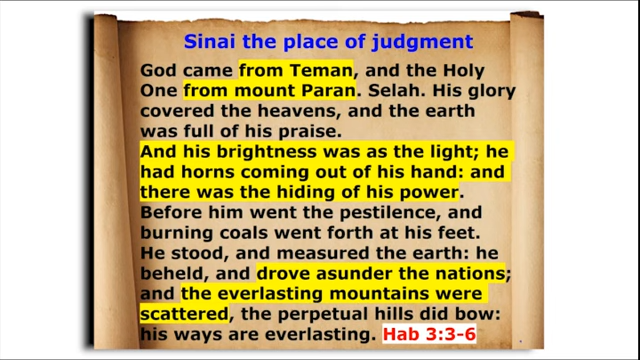 Sinai the place of judgment
God came from Teman, and the Holy
One from mount Paran. Selah. His glory
covered the heavens, and the earth
was full of his praise.
And his brightness was as the light; he
had horns coming out of his hand: and
there was the hiding of his power.
Before him went the pestilence, and
burning coals went forth at his feet.
He stood, and measured the earth: he
beheld, and drove asunder the nations;
and the everlasting mountains were
scattered, the perpetual hills did bow:
his ways are everlasting. Hab 3:3-6